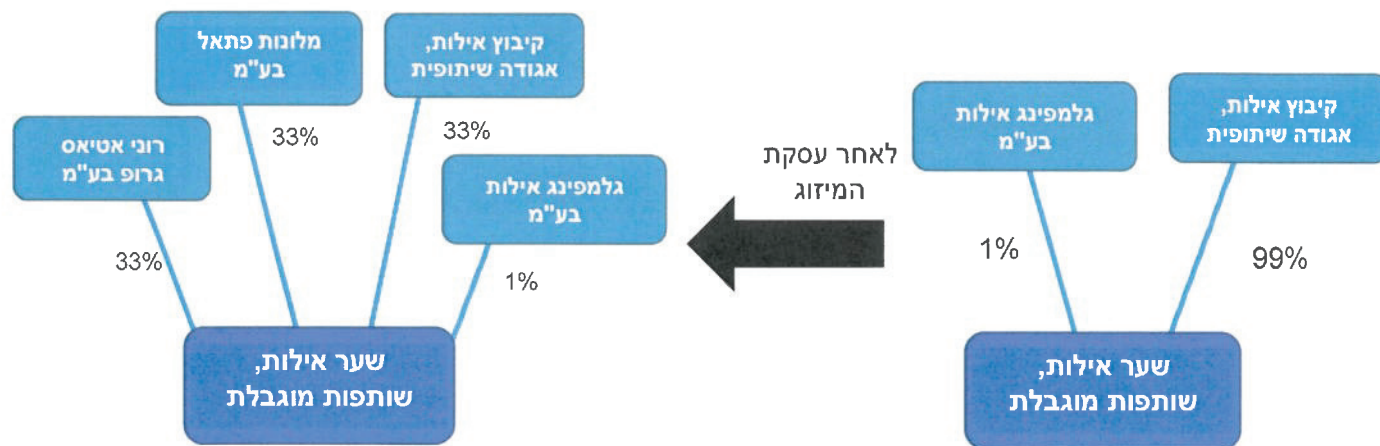 קיבוץ אילות,
אגודה שיתופית
גלמפינג אילות
בע"מ
99%
1%
שער אילות,
שותפות מוגבלת
לאחר עסקת
המיזוג
קיבוץ אילות,
אגודה שיתופית
מלונות פתאל
בע"מ
רוני אטיאס
גרופ בע"מ
גלמפינג אילות
בע"מ
33%
33%
33%
1%
שער אילות,
שותפות מוגבלת